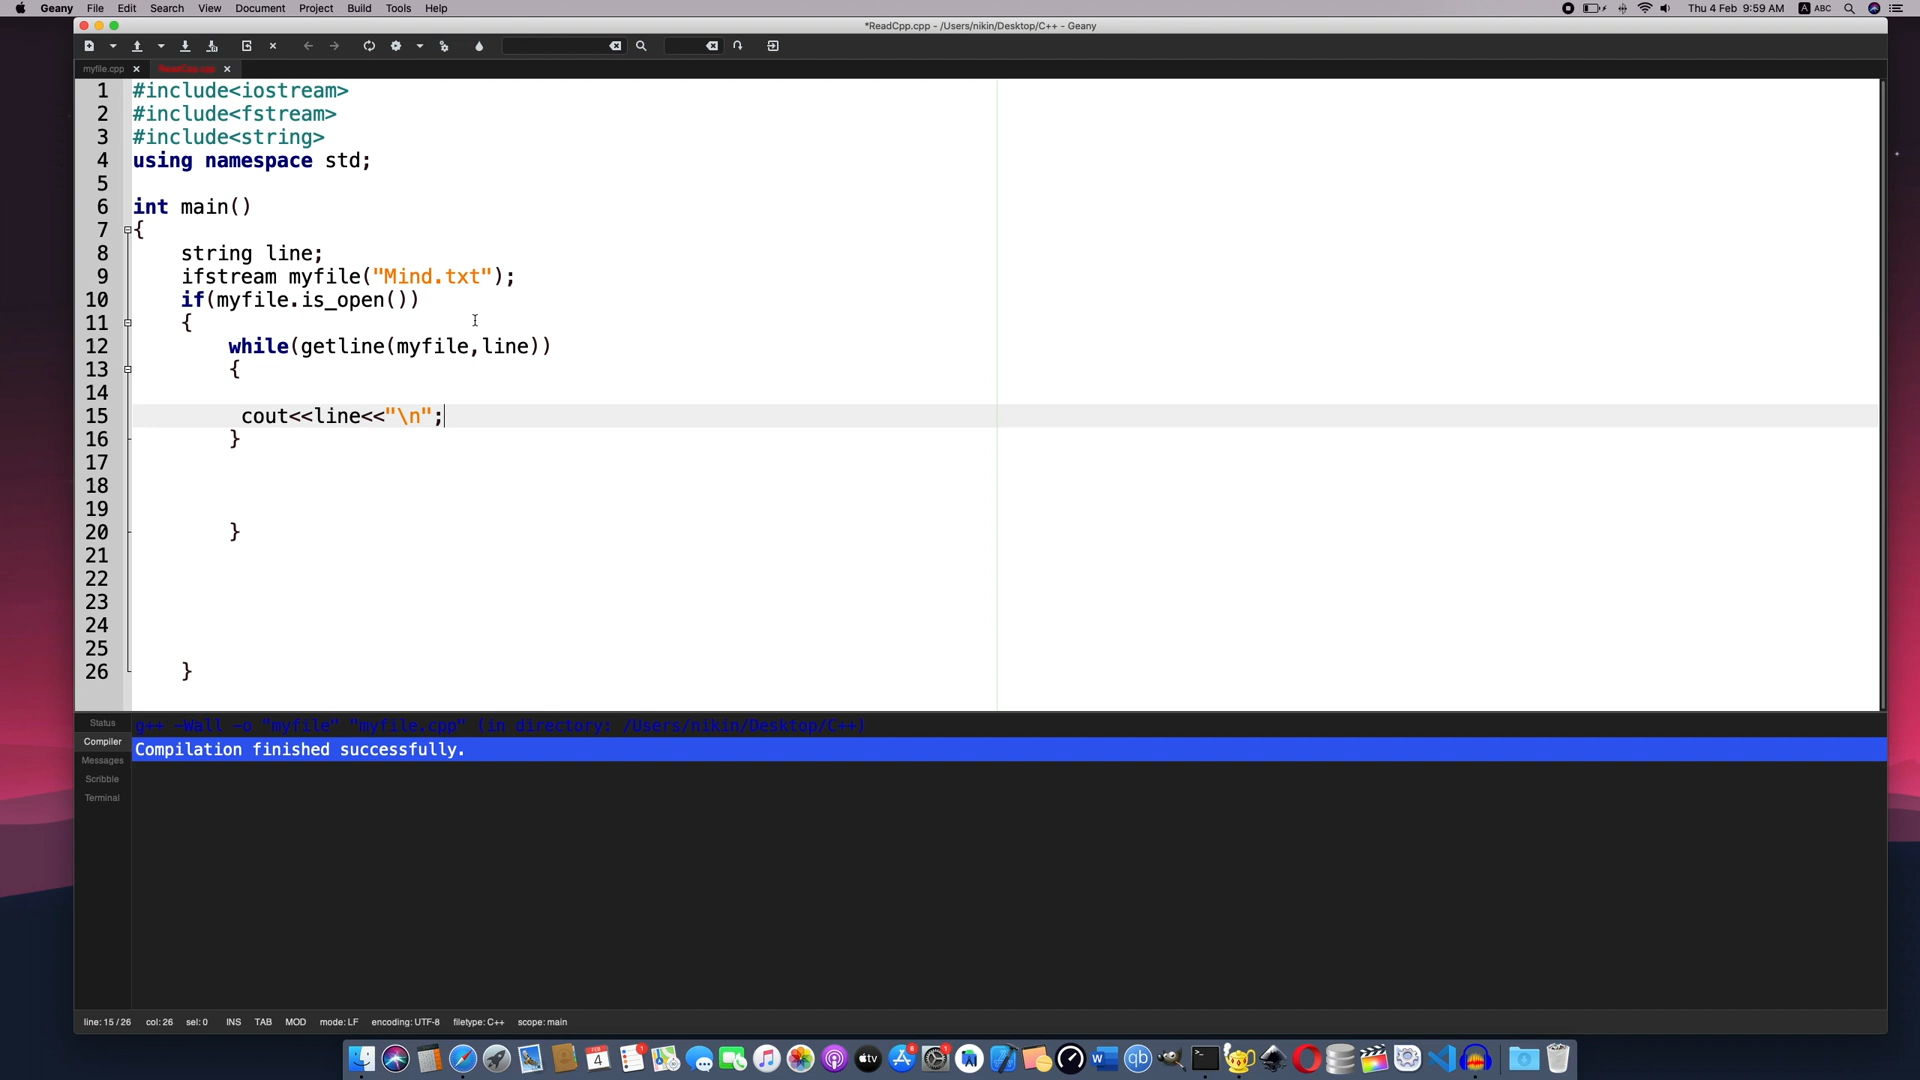 Geany File Edit Search View Document Project Build Tools Help Thu 4 Feb 9:59 AM A ABC
*ReadCpp.cpp - /Users/nikin/Desktop/C++ - Geany
myfile.cpp ReadCpp.cpp
1 #include<iostream>
2 #include<fstream>
3 #include<string>
4 using namespace std;
5
6 int main()
7 {
8 string line;
9 ifstream myfile("Mind.txt");
10 if(myfile.is_open())
11 {
12 while(getline(myfile,line))
13 {
14
15 cout<<line<<"\n";
16 }
17
18
19
20 }
21
22
23
24
25
26 }
Status g++ -Wall -o "myfile" "myfile.cpp" (in directory: /Users/nikin/Desktop/C++)
Compiler Compilation finished successfully.
Messages
Scribble
Terminal
line: 15 / 26 col: 26 sel: 0 INS TAB MOD mode: LF encoding: UTF-8 filetype: C++ scope: main